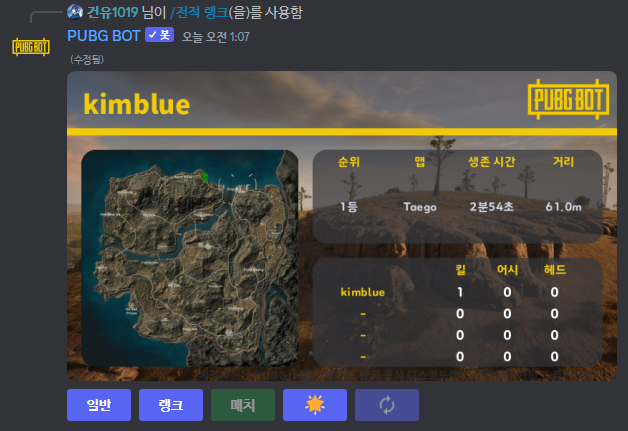 건유1019 님이 /전적 랭크(을)를 사용함
PUBG BOT ✓ 봇 오늘 오전 1:07
(수정됨)
kimblue
PUBG BOT
순위 맵 생존 시간 거리
1등 Taego 2분54초 61.0m
킬 어시 헤드
kimblue 1 0 0
- 0 0 0
- 0 0 0
- 0 0 0
일반 랭크 매치